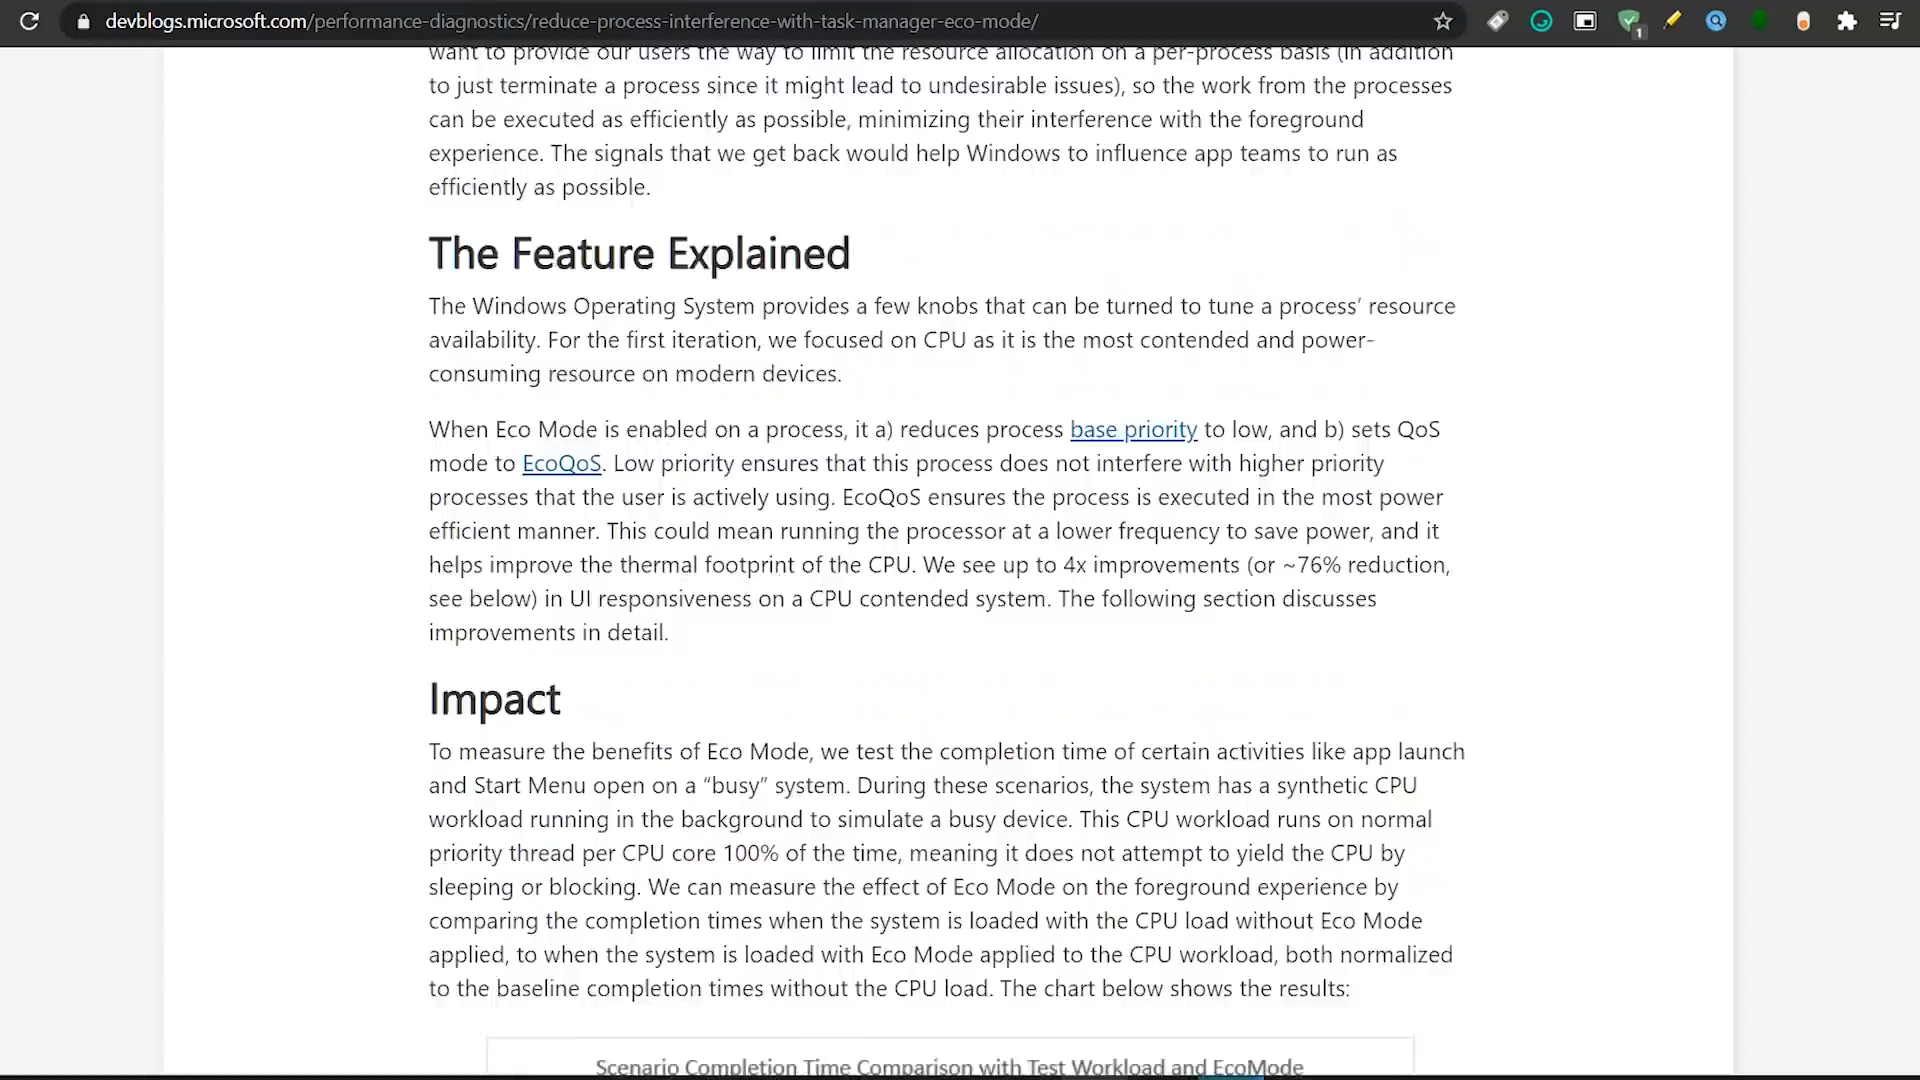 devblogs.microsoft.com/performance-diagnostics/reduce-process-interference-with-task-manager-eco-mode/
1
want to provide our users the way to limit the resource allocation on a per-process basis (in addition
to just terminate a process since it might lead to undesirable issues), so the work from the processes
can be executed as efficiently as possible, minimizing their interference with the foreground
experience. The signals that we get back would help Windows to influence app teams to run as
efficiently as possible.
The Feature Explained
The Windows Operating System provides a few knobs that can be turned to tune a process’ resource
availability. For the first iteration, we focused on CPU as it is the most contended and power-
consuming resource on modern devices.
When Eco Mode is enabled on a process, it a) reduces process base priority to low, and b) sets QoS
mode to EcoQoS. Low priority ensures that this process does not interfere with higher priority
processes that the user is actively using. EcoQoS ensures the process is executed in the most power
efficient manner. This could mean running the processor at a lower frequency to save power, and it
helps improve the thermal footprint of the CPU. We see up to 4x improvements (or ~76% reduction,
see below) in UI responsiveness on a CPU contended system. The following section discusses
improvements in detail.
Impact
To measure the benefits of Eco Mode, we test the completion time of certain activities like app launch
and Start Menu open on a “busy” system. During these scenarios, the system has a synthetic CPU
workload running in the background to simulate a busy device. This CPU workload runs on normal
priority thread per CPU core 100% of the time, meaning it does not attempt to yield the CPU by
sleeping or blocking. We can measure the effect of Eco Mode on the foreground experience by
comparing the completion times when the system is loaded with the CPU load without Eco Mode
applied, to when the system is loaded with Eco Mode applied to the CPU workload, both normalized
to the baseline completion times without the CPU load. The chart below shows the results:
Scenario Completion Time Comparison with Test Workload and EcoMode